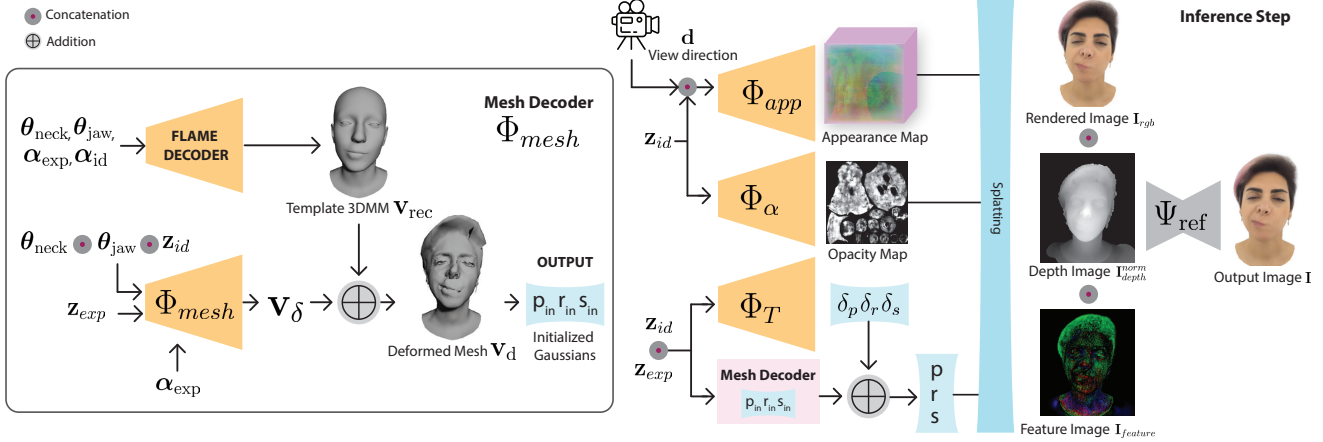 Concatenation
Addition
Mesh Decoder
Φ_mesh
θ_neck, θ_jaw,
α_exp, α_id
FLAME
DECODER
Template 3DMM V_rec
θ_neck θ_jaw z_id
z_exp
Φ_mesh
V_δ
α_exp
Deformed Mesh V_d
OUTPUT
p_in r_in s_in
Initialized
Gaussians
d
View direction
z_id
Φ_app
Appearance Map
Φ_α
Opacity Map
z_id
z_exp
Φ_T
δ_p δ_r δ_s
Mesh Decoder
p_in r_in s_in
p
r
s
Splatting
Inference Step
Rendered Image I_rgb
Depth Image I^norm_depth
Feature Image I_feature
Ψ_ref
Output Image I